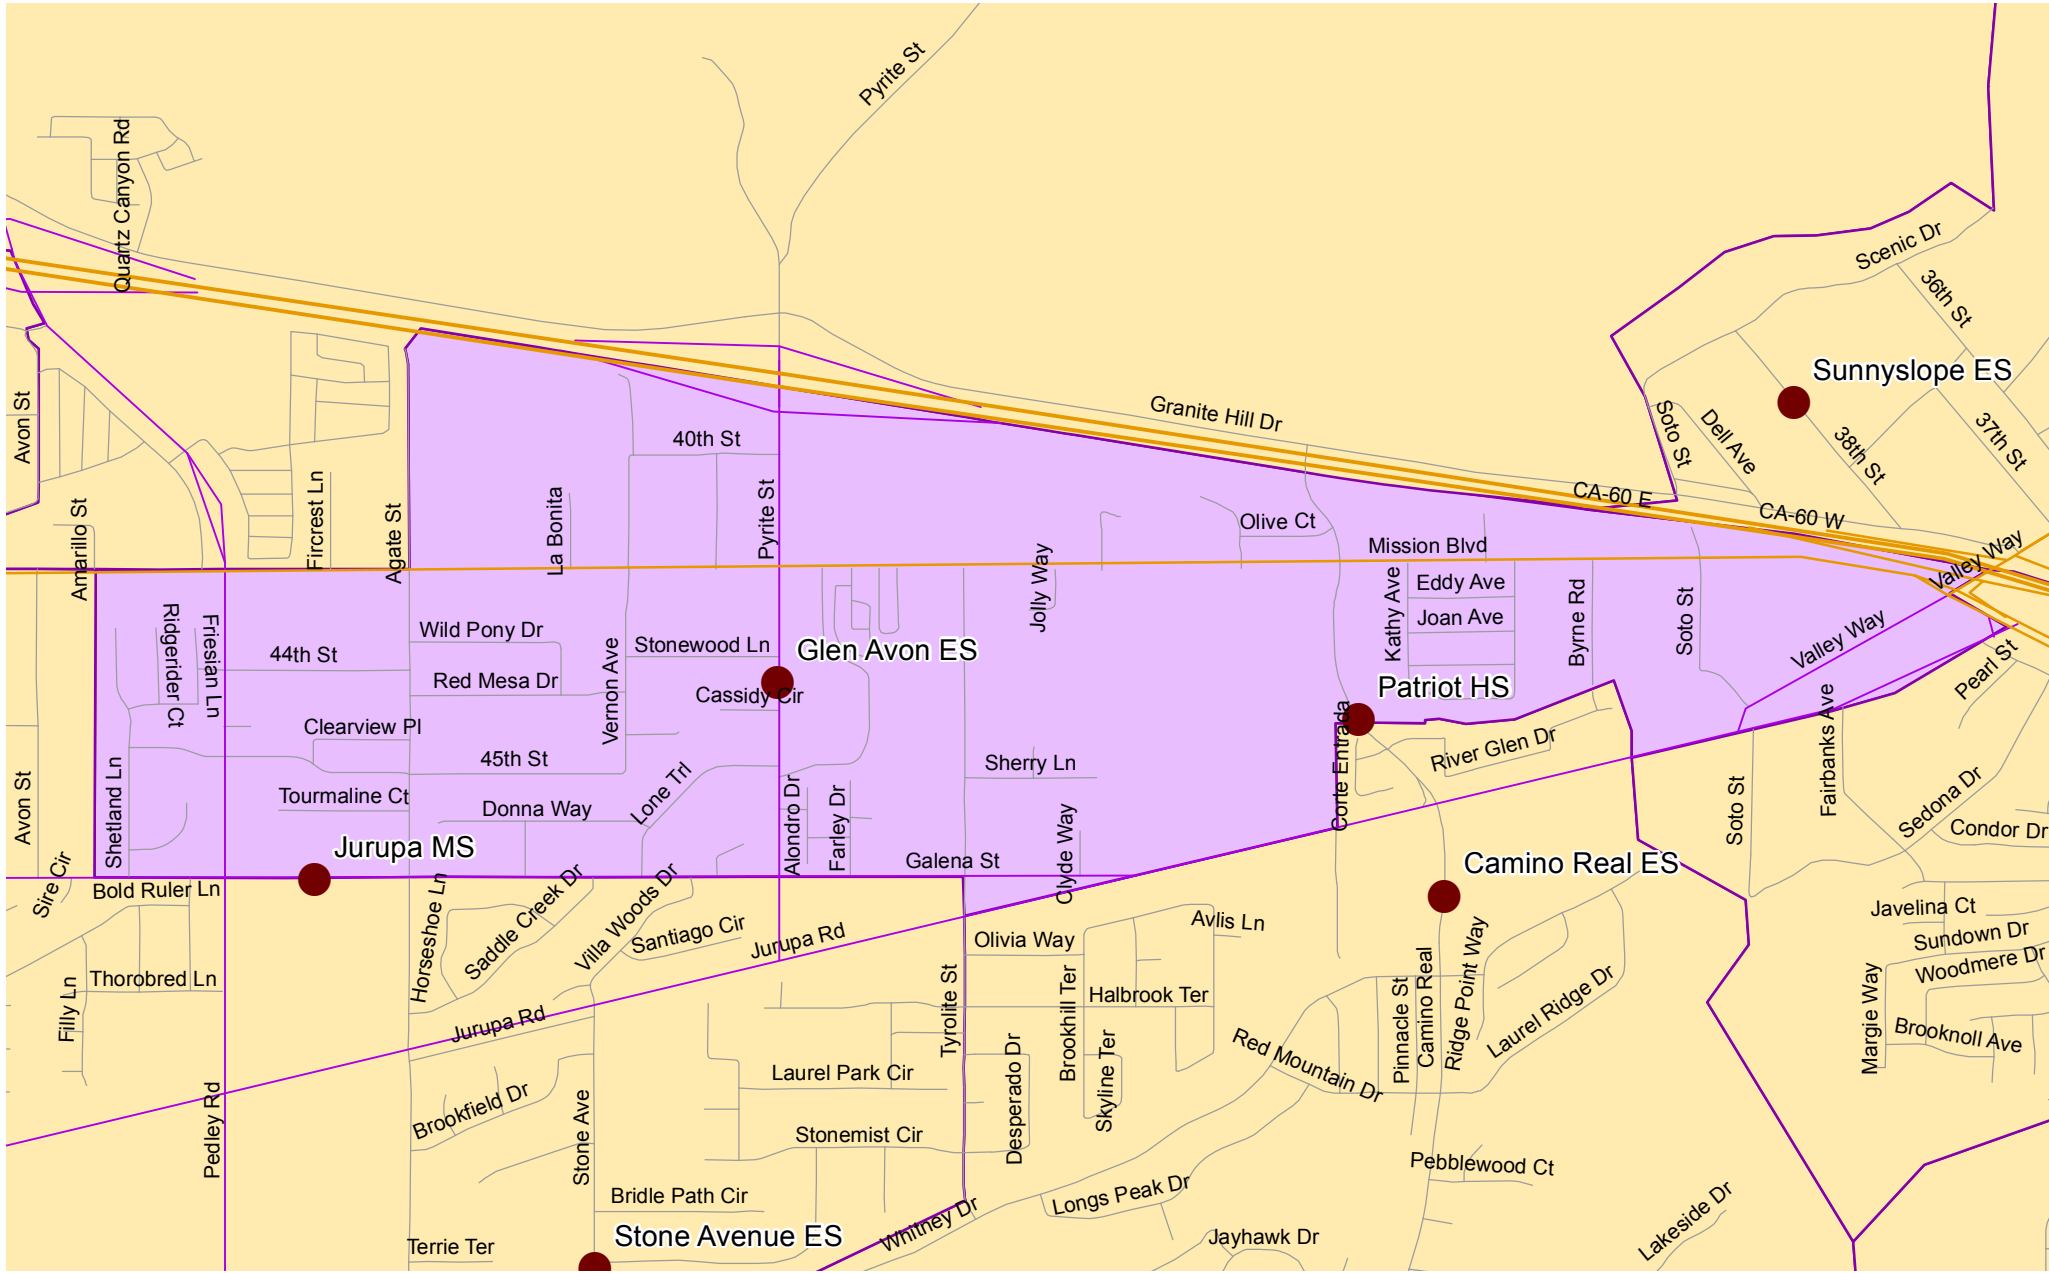 Pyrite St
Quartz Canyon Rd
Scenic Dr
36th St
Sunnyslope ES
Avon St
Granite Hill Dr
Soto St
Dell Ave
38th St
37th St
40th St
Fircrest Ln
La Bonita
Pyrite St
CA-60 E
CA-60 W
Amarillo St
Agate St
Olive Ct
Mission Blvd
Valley Way
Jolly Way
Kathy Ave
Eddy Ave
Joan Ave
Byrne Rd
Soto St
Valley Way
Ridgerider Ct
Friesian Ln
Wild Pony Dr
44th St
Stonewood Ln
Glen Avon ES
Red Mesa Dr
Vernon Ave
Cassidy Cir
Patriot HS
Pearl St
Clearview Pl
45th St
Sherry Ln
Corte Entrada
River Glen Dr
Fairbanks Ave
Avon St
Shetland Ln
Tourmaline Ct
Donna Way
Lone Trl
Alondro Dr
Farley Dr
Clyde Way
Soto St
Sedona Dr
Condor Dr
Jurupa MS
Galena St
Camino Real ES
Sire Cir
Bold Ruler Ln
Horseshoe Ln
Saddle Creek Dr
Villa Woods Dr
Santiago Cir
Jurupa Rd
Olivia Way
Avlis Ln
Javelina Ct
Sundown Dr
Woodmere Dr
Thorobred Ln
Filly Ln
Jurupa Rd
Tyrolite St
Brookhill Ter
Halbrook Ter
Pinnacle St
Camino Real
Ridge Point Way
Laurel Ridge Dr
Margie Way
Brooknoll Ave
Red Mountain Dr
Laurel Park Cir
Desperado Dr
Skyline Ter
Brookfield Dr
Pedley Rd
Stone Ave
Stonemist Cir
Pebblewood Ct
Bridle Path Cir
Longs Peak Dr
Whitney Dr
Lakeside Dr
Stone Avenue ES
Terrie Ter
Jayhawk Dr